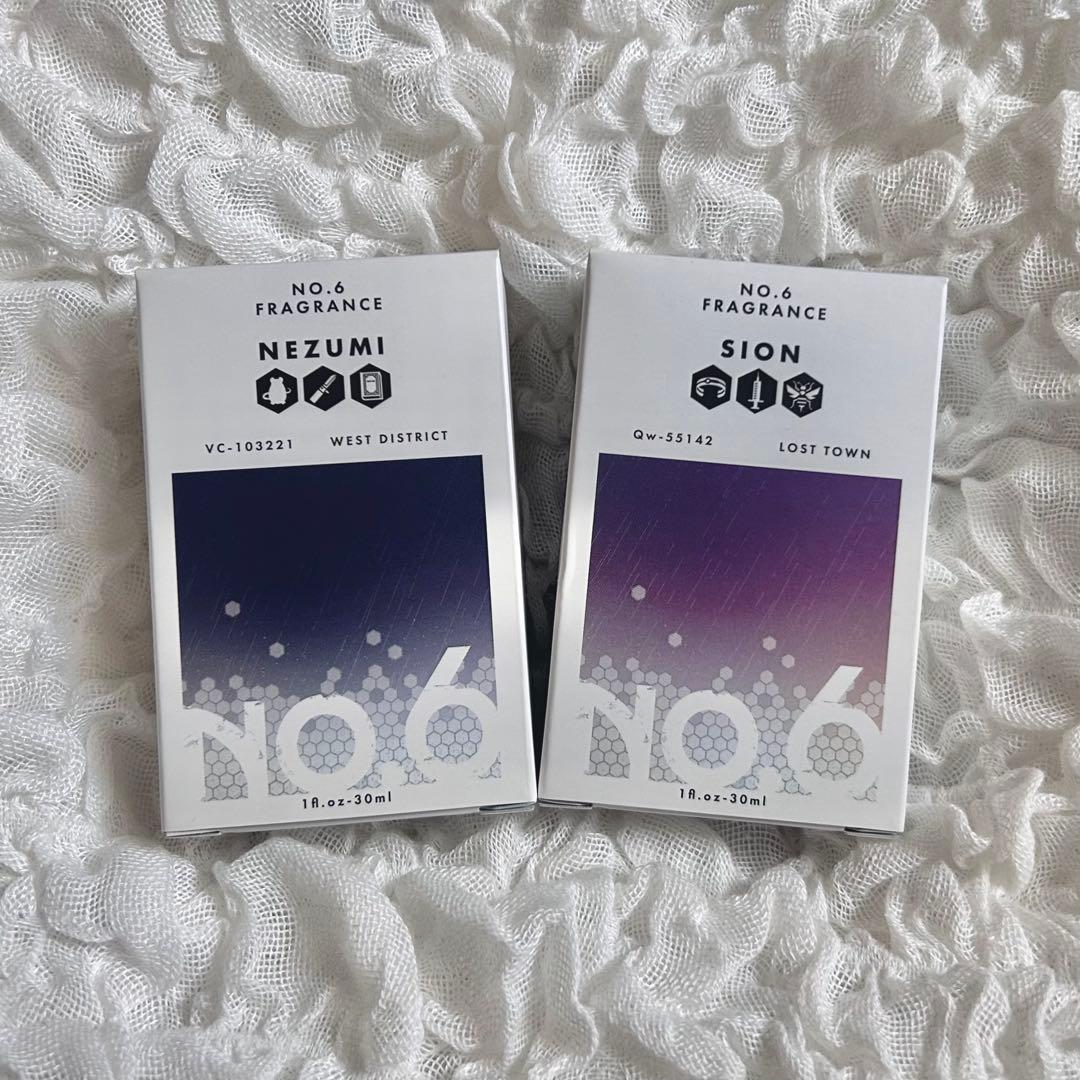 NO.6
FRAGRANCE
NEZUMI
VC-103221 WEST DISTRICT
No.6
1fl.oz-30ml
NO.6
FRAGRANCE
SION
Qw-55142 LOST TOWN
No.6
1fl.oz-30ml